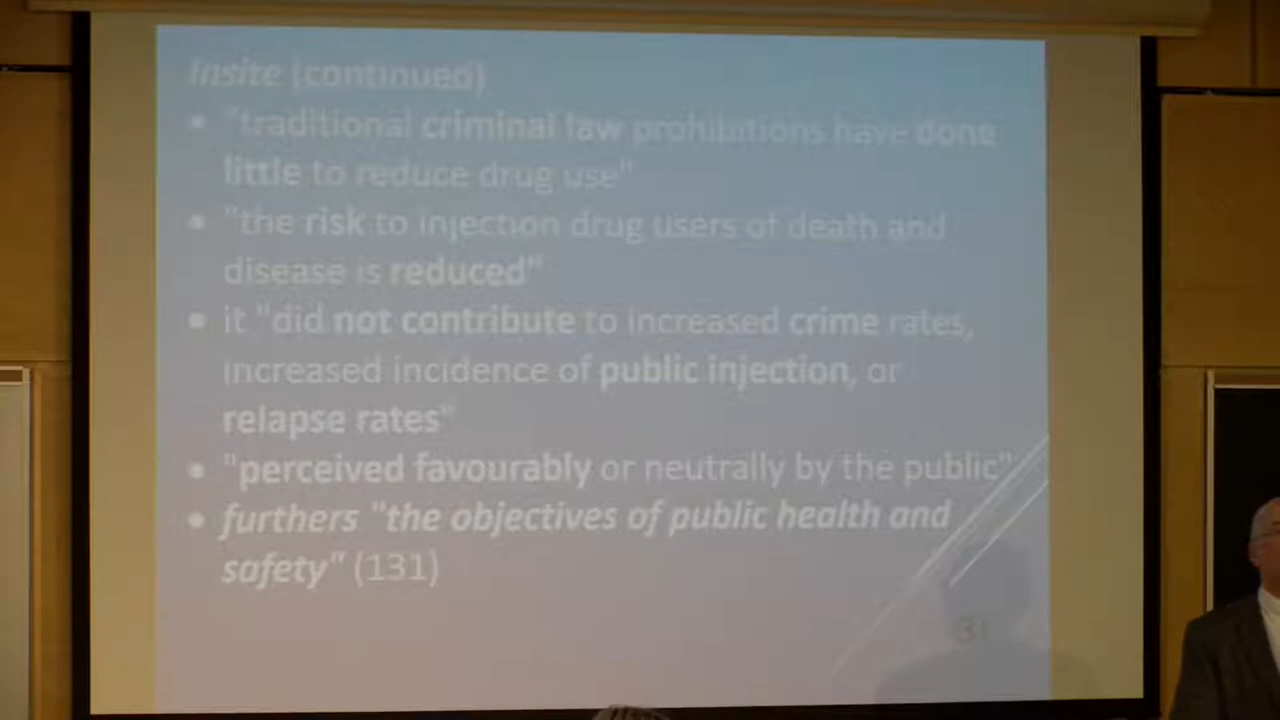 Insite (continued)
• "traditional criminal law prohibitions have done
little to reduce drug use"
• "the risk to injection drug users of death and
disease is reduced"
• it "did not contribute to increased crime rates,
increased incidence of public injection, or
relapse rates"
• "perceived favourably or neutrally by the public"
• furthers "the objectives of public health and
safety" (131)